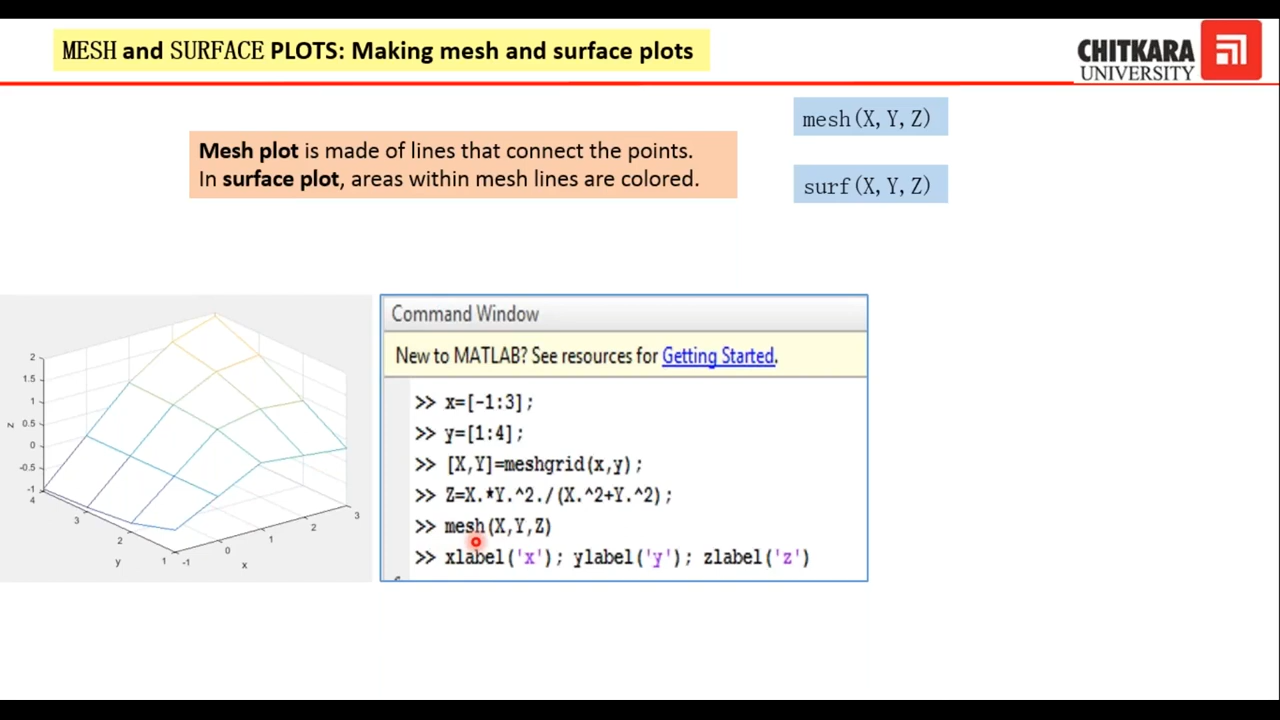 MESH and SURFACE PLOTS: Making mesh and surface plots
CHITKARA
UNIVERSITY
mesh(X,Y,Z)
Mesh plot is made of lines that connect the points.
In surface plot, areas within mesh lines are colored.
surf(X,Y,Z)
2
1.5
1
0.5
0
-0.5
-1
z
4
3
2
1
y
-1
0
1
2
3
x
Command Window
New to MATLAB? See resources for Getting Started.
>> x=[-1:3];
>> y=[1:4];
>> [X,Y]=meshgrid(x,y);
>> Z=X.*Y.^2./(X.^2+Y.^2);
>> mesh(X,Y,Z)
>> xlabel('x'); ylabel('y'); zlabel('z')